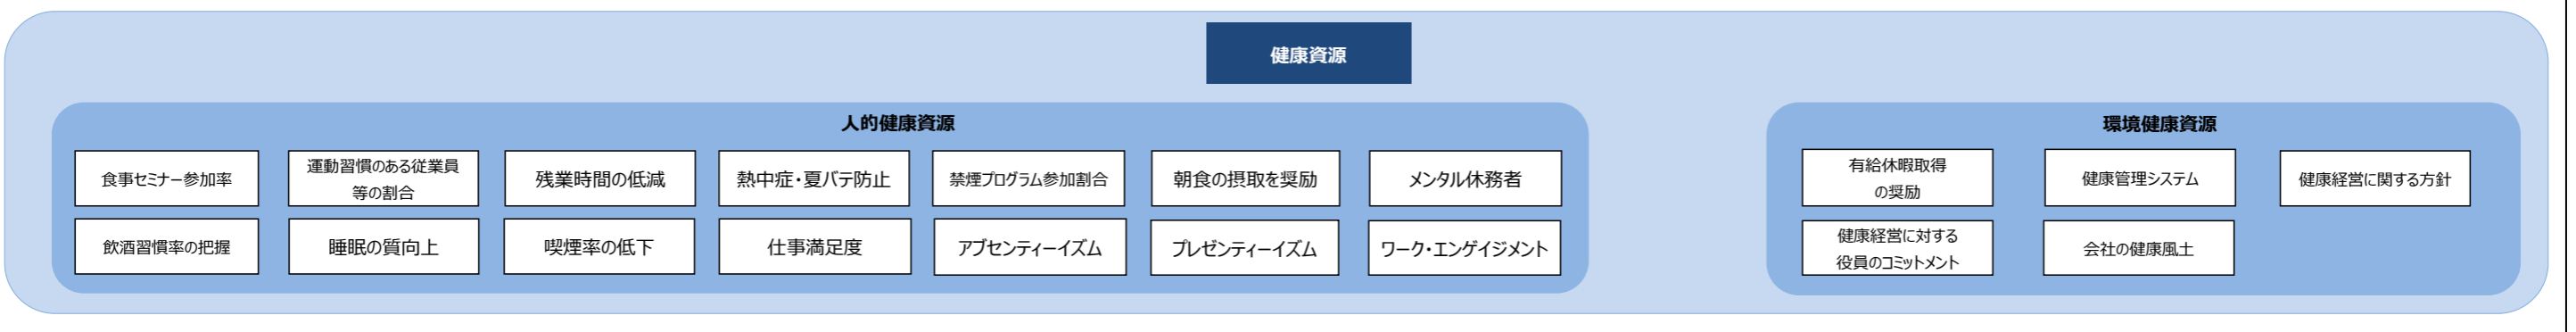 健康資源
人的健康資源
食事セミナー参加率
運動習慣のある従業員
等の割合
残業時間の低減
熱中症・夏バテ防止
禁煙プログラム参加割合
朝食の摂取を奨励
メンタル休務者
飲酒習慣率の把握
睡眠の質向上
喫煙率の低下
仕事満足度
アブセンティーイズム
プレゼンティーイズム
ワーク・エンゲイジメント
環境健康資源
有給休暇取得
の奨励
健康管理システム
健康経営に関する方針
健康経営に対する
役員のコミットメント
会社の健康風土